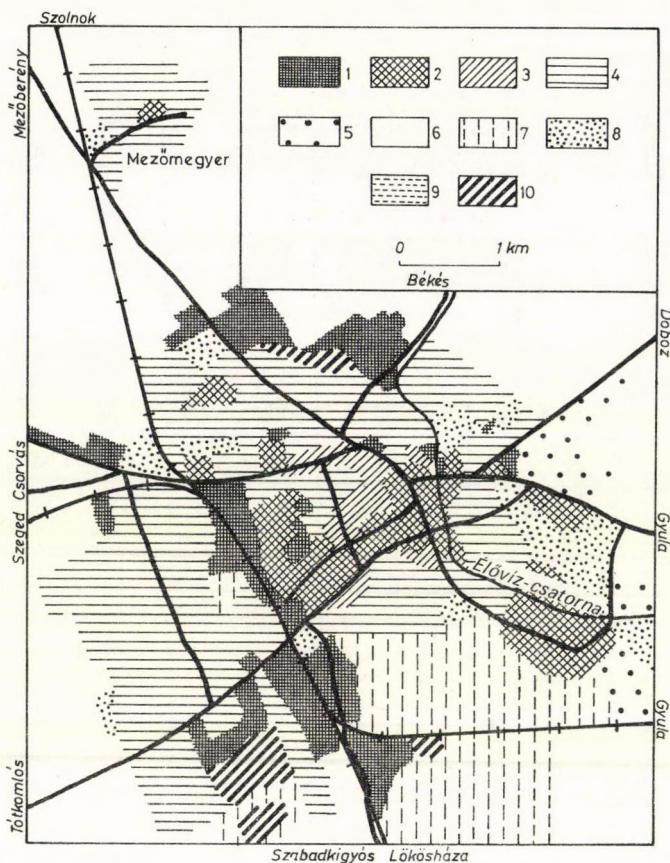 Szolnok
Mezőberény
Mezőmegyer
1 2 3 4
5 6 7 8
9 10
0 1 km
Békés
Doboz
Szeged Csorvás
Gyula
Élővíz-csatorna
Gyula
Tótkomlós
Szabadkígyós Lökösháza